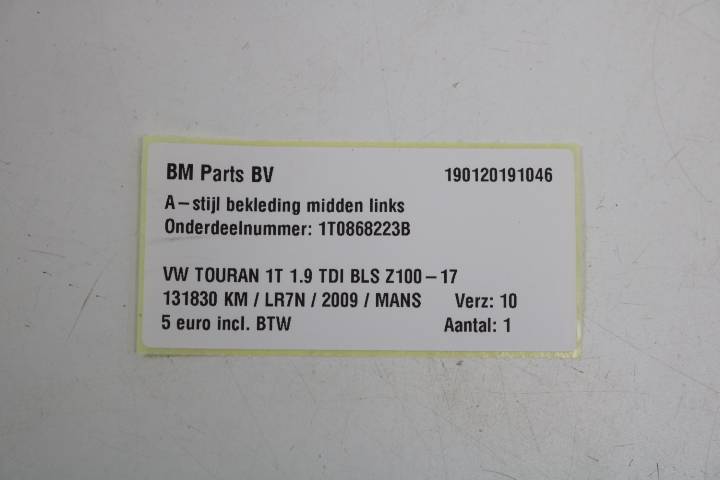 BM Parts BV 190120191046
A-stijl bekleding midden links
Onderdeelnummer: 1T0868223B
VW TOURAN 1T 1.9 TDI BLS Z100-17
131830 KM / LR7N / 2009 / MANS Verz: 10
5 euro incl. BTW Aantal: 1